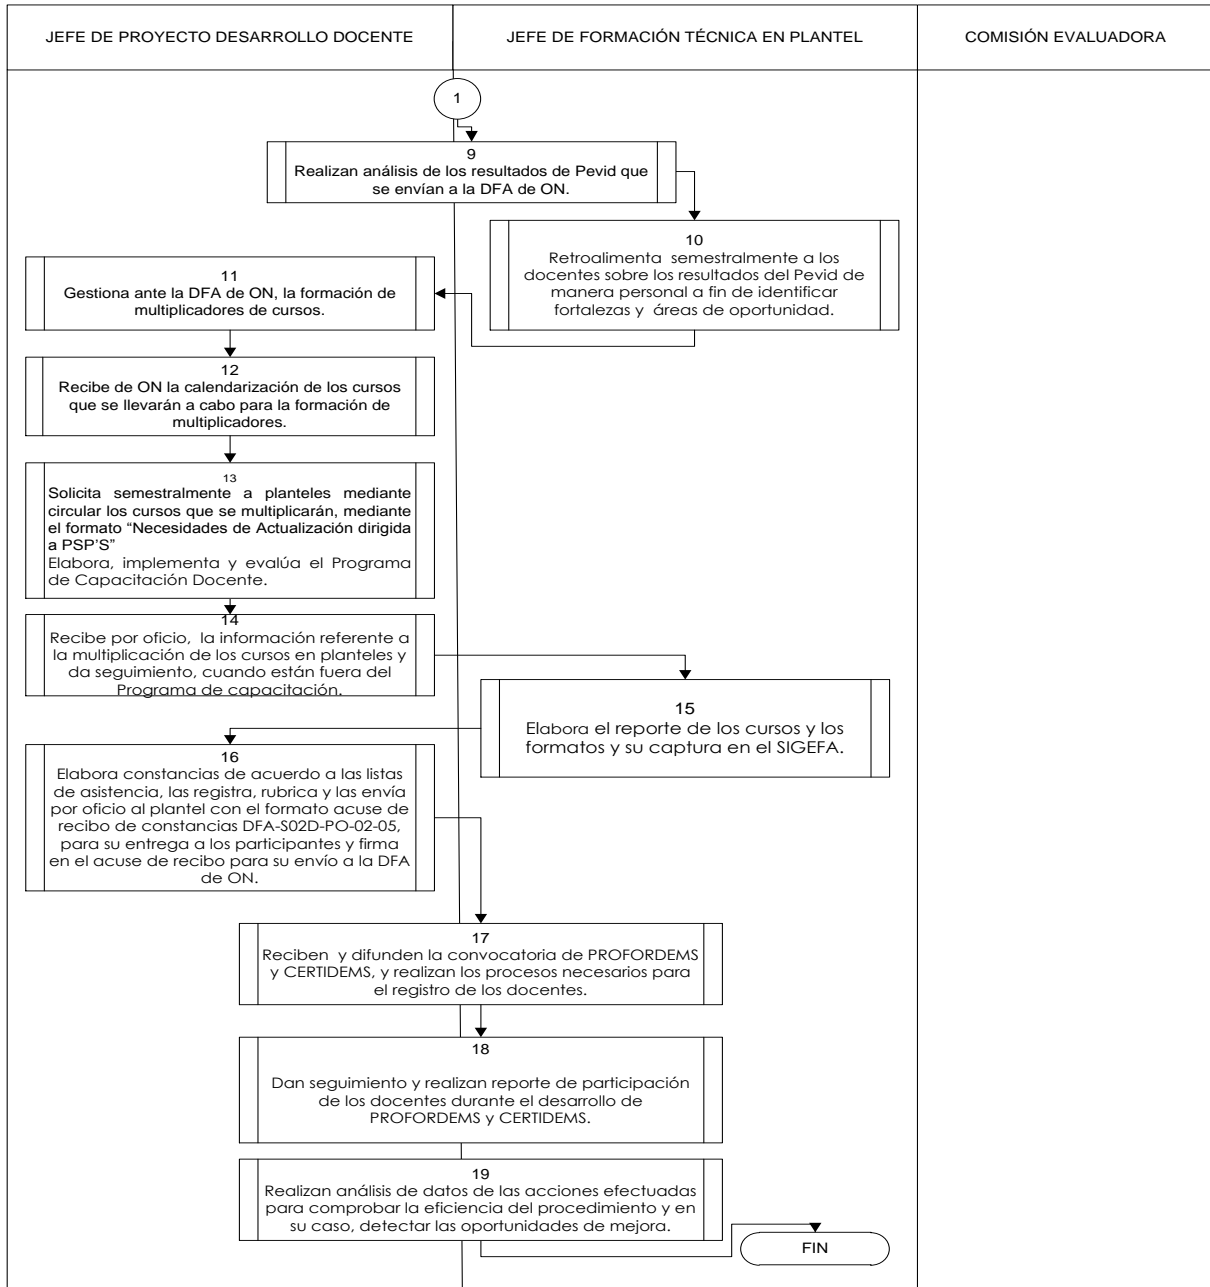 JEFE DE PROYECTO DESARROLLO DOCENTE
JEFE DE FORMACIÓN TÉCNICA EN PLANTEL
COMISIÓN EVALUADORA
1
9
Realizan análisis de los resultados de Pevid que
se envían a la DFA de ON.
10
Retroalimenta semestralmente a los
docentes sobre los resultados del Pevid de
manera personal a fin de identificar
fortalezas y áreas de oportunidad.
11
Gestiona ante la DFA de ON, la formación de
multiplicadores de cursos.
12
Recibe de ON la calendarización de los cursos
que se llevarán a cabo para la formación de
multiplicadores.
13
Solicita semestralmente a planteles mediante
circular los cursos que se multiplicarán, mediante
el formato “Necesidades de Actualización dirigida
a PSP’S”
Elabora, implementa y evalúa el Programa
de Capacitación Docente.
14
Recibe por oficio, la información referente a
la multiplicación de los cursos en planteles y
da seguimiento, cuando están fuera del
Programa de capacitación.
15
Elabora el reporte de los cursos y los
formatos y su captura en el SIGEFA.
16
Elabora constancias de acuerdo a las listas
de asistencia, las registra, rubrica y las envía
por oficio al plantel con el formato acuse de
recibo de constancias DFA-S02D-PO-02-05,
para su entrega a los participantes y firma
en el acuse de recibo para su envío a la DFA
de ON.
17
Reciben y difunden la convocatoria de PROFORDEMS
y CERTIDEMS, y realizan los procesos necesarios para
el registro de los docentes.
18
Dan seguimiento y realizan reporte de participación
de los docentes durante el desarrollo de
PROFORDEMS y CERTIDEMS.
19
Realizan análisis de datos de las acciones efectuadas
para comprobar la eficiencia del procedimiento y en
su caso, detectar las oportunidades de mejora.
FIN